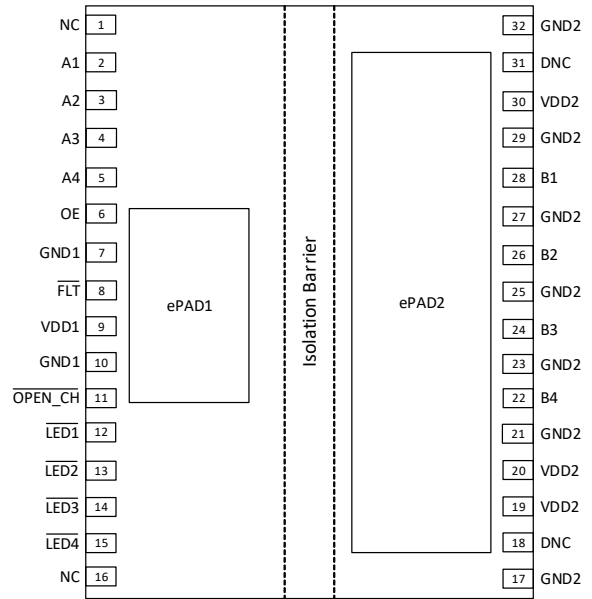 NC 1 32 GND2
A1 2 31 DNC
A2 3 30 VDD2
A3 4 29 GND2
A4 5 28 B1
OE 6 27 GND2
GND1 7 26 B2
FLT 8 25 GND2
VDD1 9 24 B3
GND1 10 23 GND2
OPEN_CH 11 22 B4
LED1 12 21 GND2
LED2 13 20 VDD2
LED3 14 19 VDD2
LED4 15 18 DNC
NC 16 17 GND2
ePAD1
Isolation Barrier
ePAD2